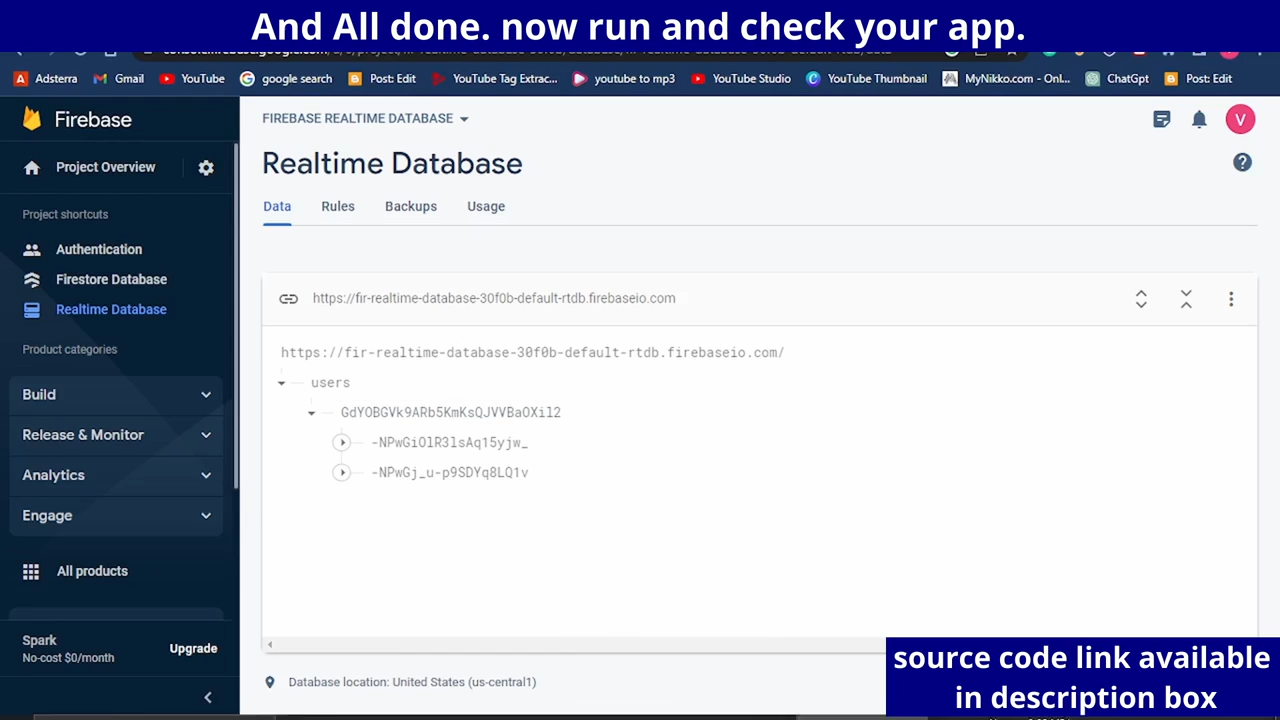 And All done. now run and check your app.
Adsterra
Gmail
YouTube
google search
Post: Edit
YouTube Tag Extrac...
youtube to mp3
YouTube Studio
YouTube Thumbnail
MyNikko.com - Onl...
ChatGpt
Post: Edit
Firebase
Project Overview
Project shortcuts
Authentication
Firestore Database
Realtime Database
Product categories
Build
Release & Monitor
Analytics
Engage
All products
Spark
No-cost $0/month
Upgrade
FIREBASE REALTIME DATABASE
V
Realtime Database
Data
Rules
Backups
Usage
https://fir-realtime-database-30f0b-default-rtdb.firebaseio.com
https://fir-realtime-database-30f0b-default-rtdb.firebaseio.com/
users
GdYOBGVk9ARb5KmKsQJVVBaOXil2
-NPwGiOlR3lsAq15yjw_
-NPwGj_u-p9SDYq8LQ1v
Database location: United States (us-central1)
source code link available
in description box